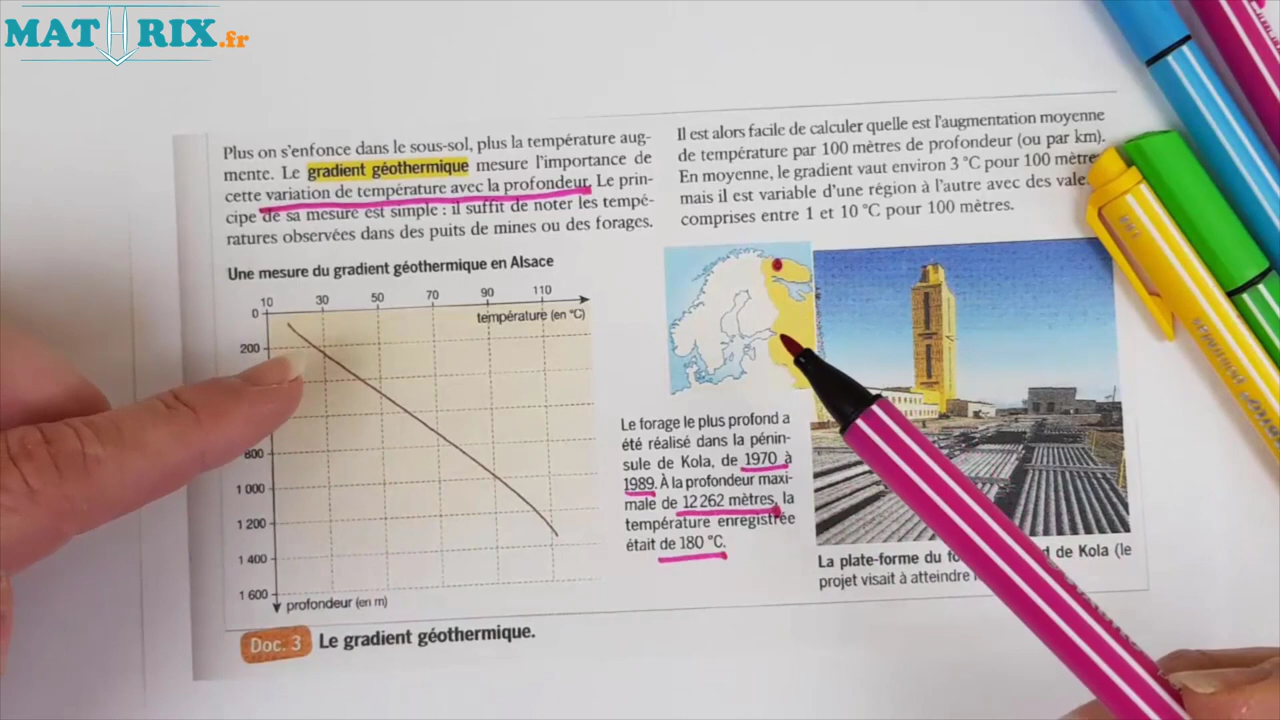 MATHRIX.fr
Plus on s'enfonce dans le sous-sol, plus la température aug-
mente. Le gradient géothermique mesure l'importance de
cette variation de température avec la profondeur. Le prin-
cipe de sa mesure est simple : il suffit de noter les tempé-
ratures observées dans des puits de mines ou des forages.
Il est alors facile de calculer quelle est l'augmentation moyenne
de température par 100 mètres de profondeur (ou par km).
En moyenne, le gradient vaut environ 3 °C pour 100 mètre
mais il est variable d'une région à l'autre avec des vale
comprises entre 1 et 10 °C pour 100 mètres.
Une mesure du gradient géothermique en Alsace
10 30 50 70 90 110
température (en °C)
0
200
800
1 000
1 200
1 400
1 600
profondeur (en m)
Le forage le plus profond a
été réalisé dans la pénin-
sule de Kola, de 1970 à
1989. À la profondeur maxi-
male de 12 262 mètres, la
température enregistrée
était de 180 °C.
La plate-forme du de Kola (le
projet visait à atteindre
Doc. 3 Le gradient géothermique.